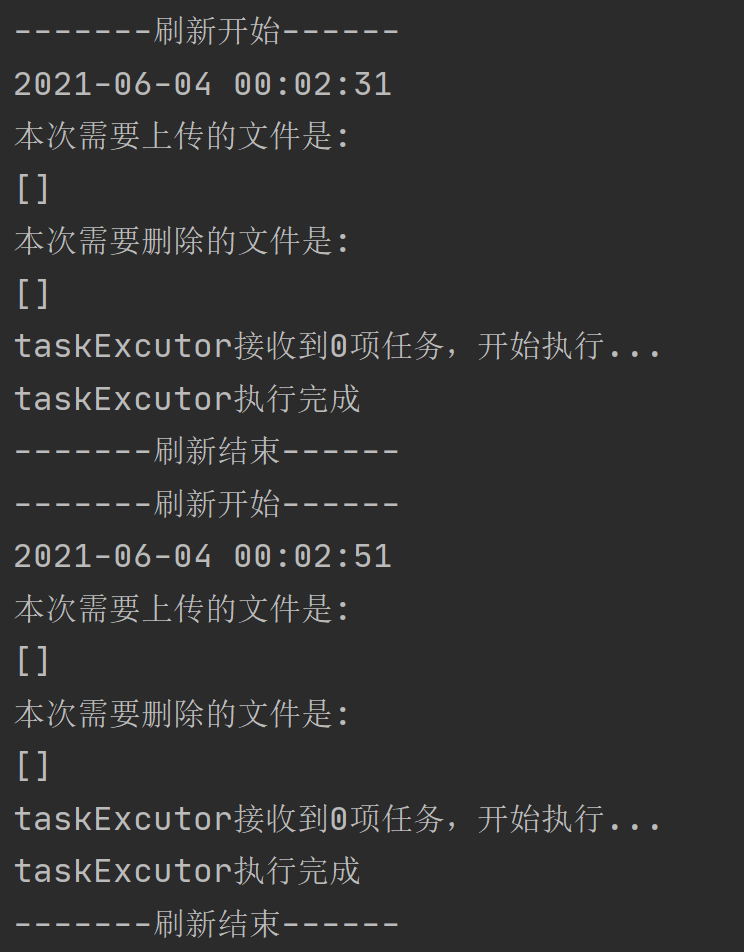 -------刷新开始------
2021-06-04 00:02:31
本次需要上传的文件是:
[]
本次需要删除的文件是:
[]
taskExcutor接收到0项任务，开始执行...
taskExcutor执行完成
-------刷新结束------
-------刷新开始------
2021-06-04 00:02:51
本次需要上传的文件是:
[]
本次需要删除的文件是:
[]
taskExcutor接收到0项任务，开始执行...
taskExcutor执行完成
-------刷新结束------